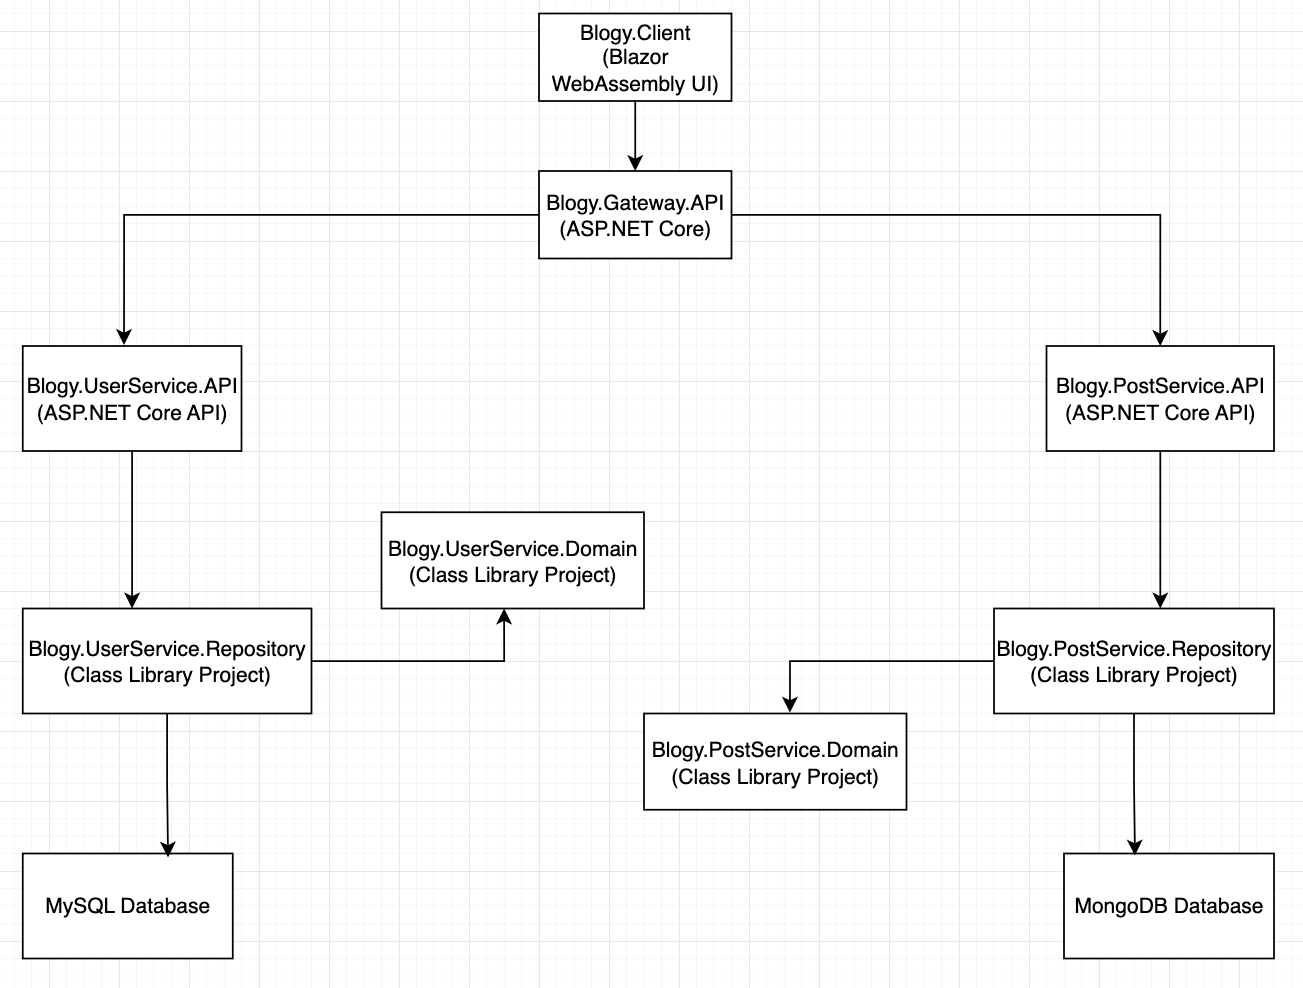 Blogy.Client
(Blazor
WebAssembly UI)
Blogy.Gateway.API
(ASP.NET Core)
Blogy.UserService.API
(ASP.NET Core API)
Blogy.PostService.API
(ASP.NET Core API)
Blogy.UserService.Domain
(Class Library Project)
Blogy.UserService.Repository
(Class Library Project)
Blogy.PostService.Repository
(Class Library Project)
Blogy.PostService.Domain
(Class Library Project)
MySQL Database
MongoDB Database